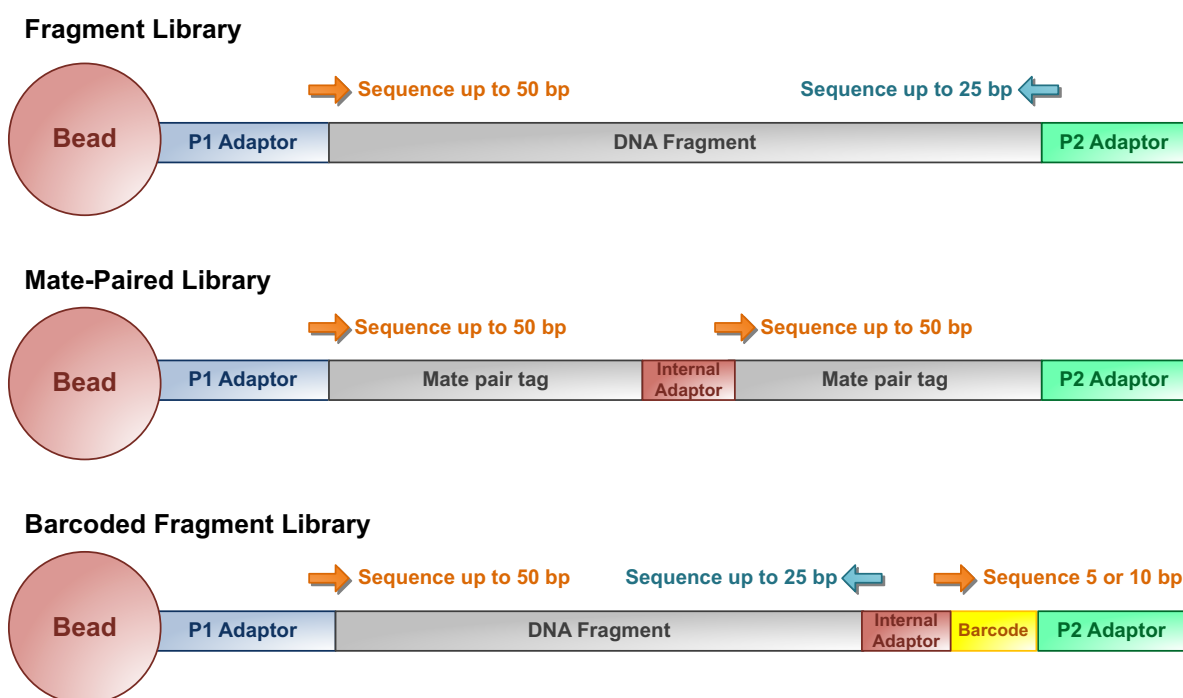 Fragment Library
Sequence up to 50 bp
Sequence up to 25 bp
Bead
P1 Adaptor
DNA Fragment
P2 Adaptor
Mate-Paired Library
Sequence up to 50 bp
Sequence up to 50 bp
Bead
P1 Adaptor
Mate pair tag
Internal
Adaptor
Mate pair tag
P2 Adaptor
Barcoded Fragment Library
Sequence up to 50 bp
Sequence up to 25 bp
Sequence 5 or 10 bp
Bead
P1 Adaptor
DNA Fragment
Internal
Adaptor
Barcode
P2 Adaptor